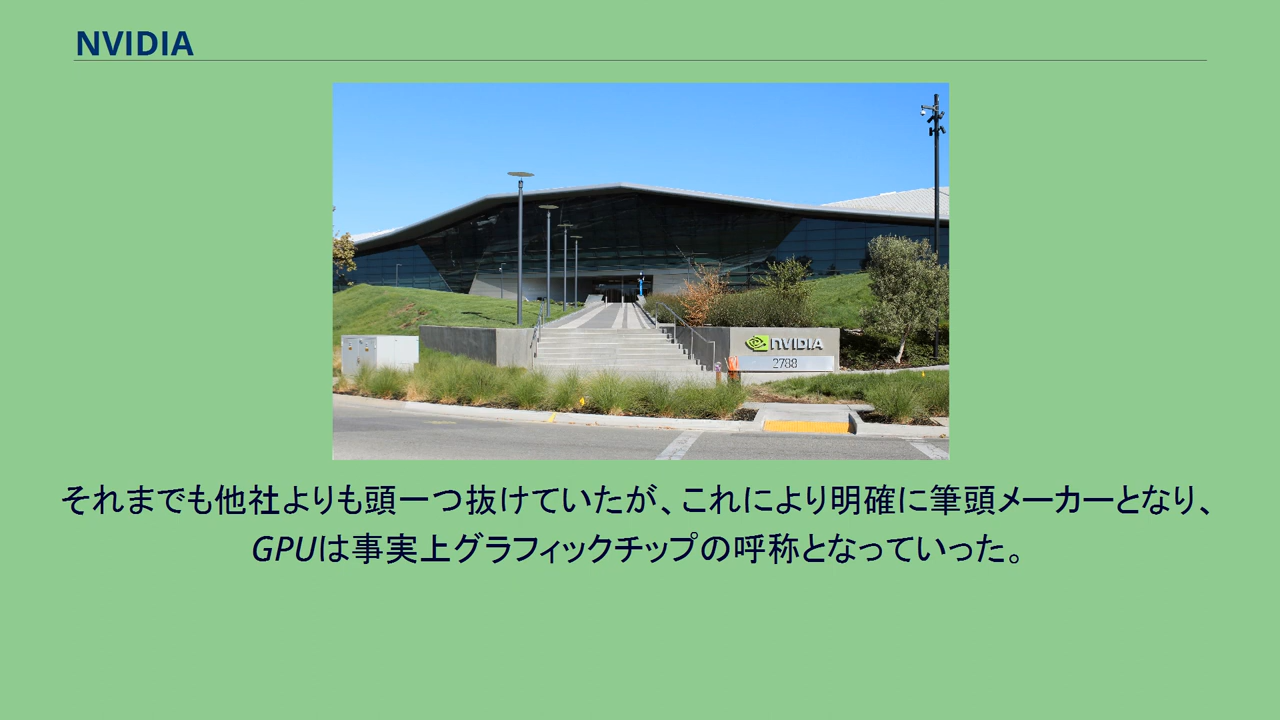 NVIDIA
NVIDIA
2788
それまでも他社よりも頭一つ抜けていたが、これにより明確に筆頭メーカーとなり、
GPUは事実上グラフィックチップの呼称となっていった。